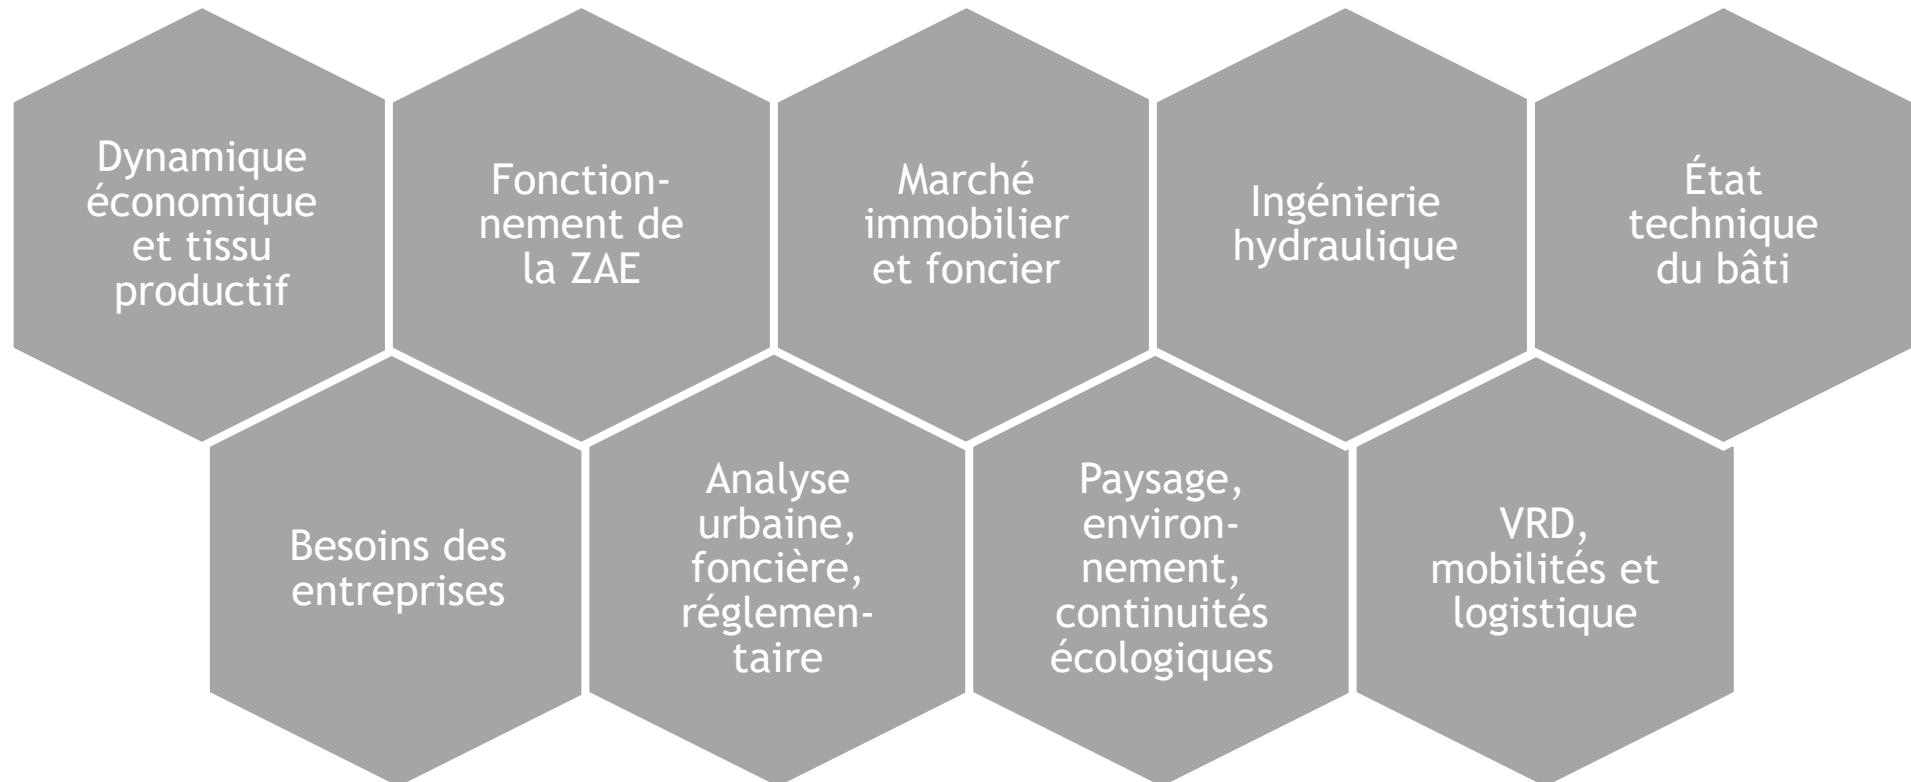 Dynamique
économique
et tissu
productif
Fonction-
nement de
la ZAE
Marché
immobilier
et foncier
Ingénierie
hydraulique
État
technique
du bâti
Besoins des
entreprises
Analyse
urbaine,
foncière,
réglemen-
taire
Paysage,
environ-
nement,
continuités
écologiques
VRD,
mobilités et
logistique